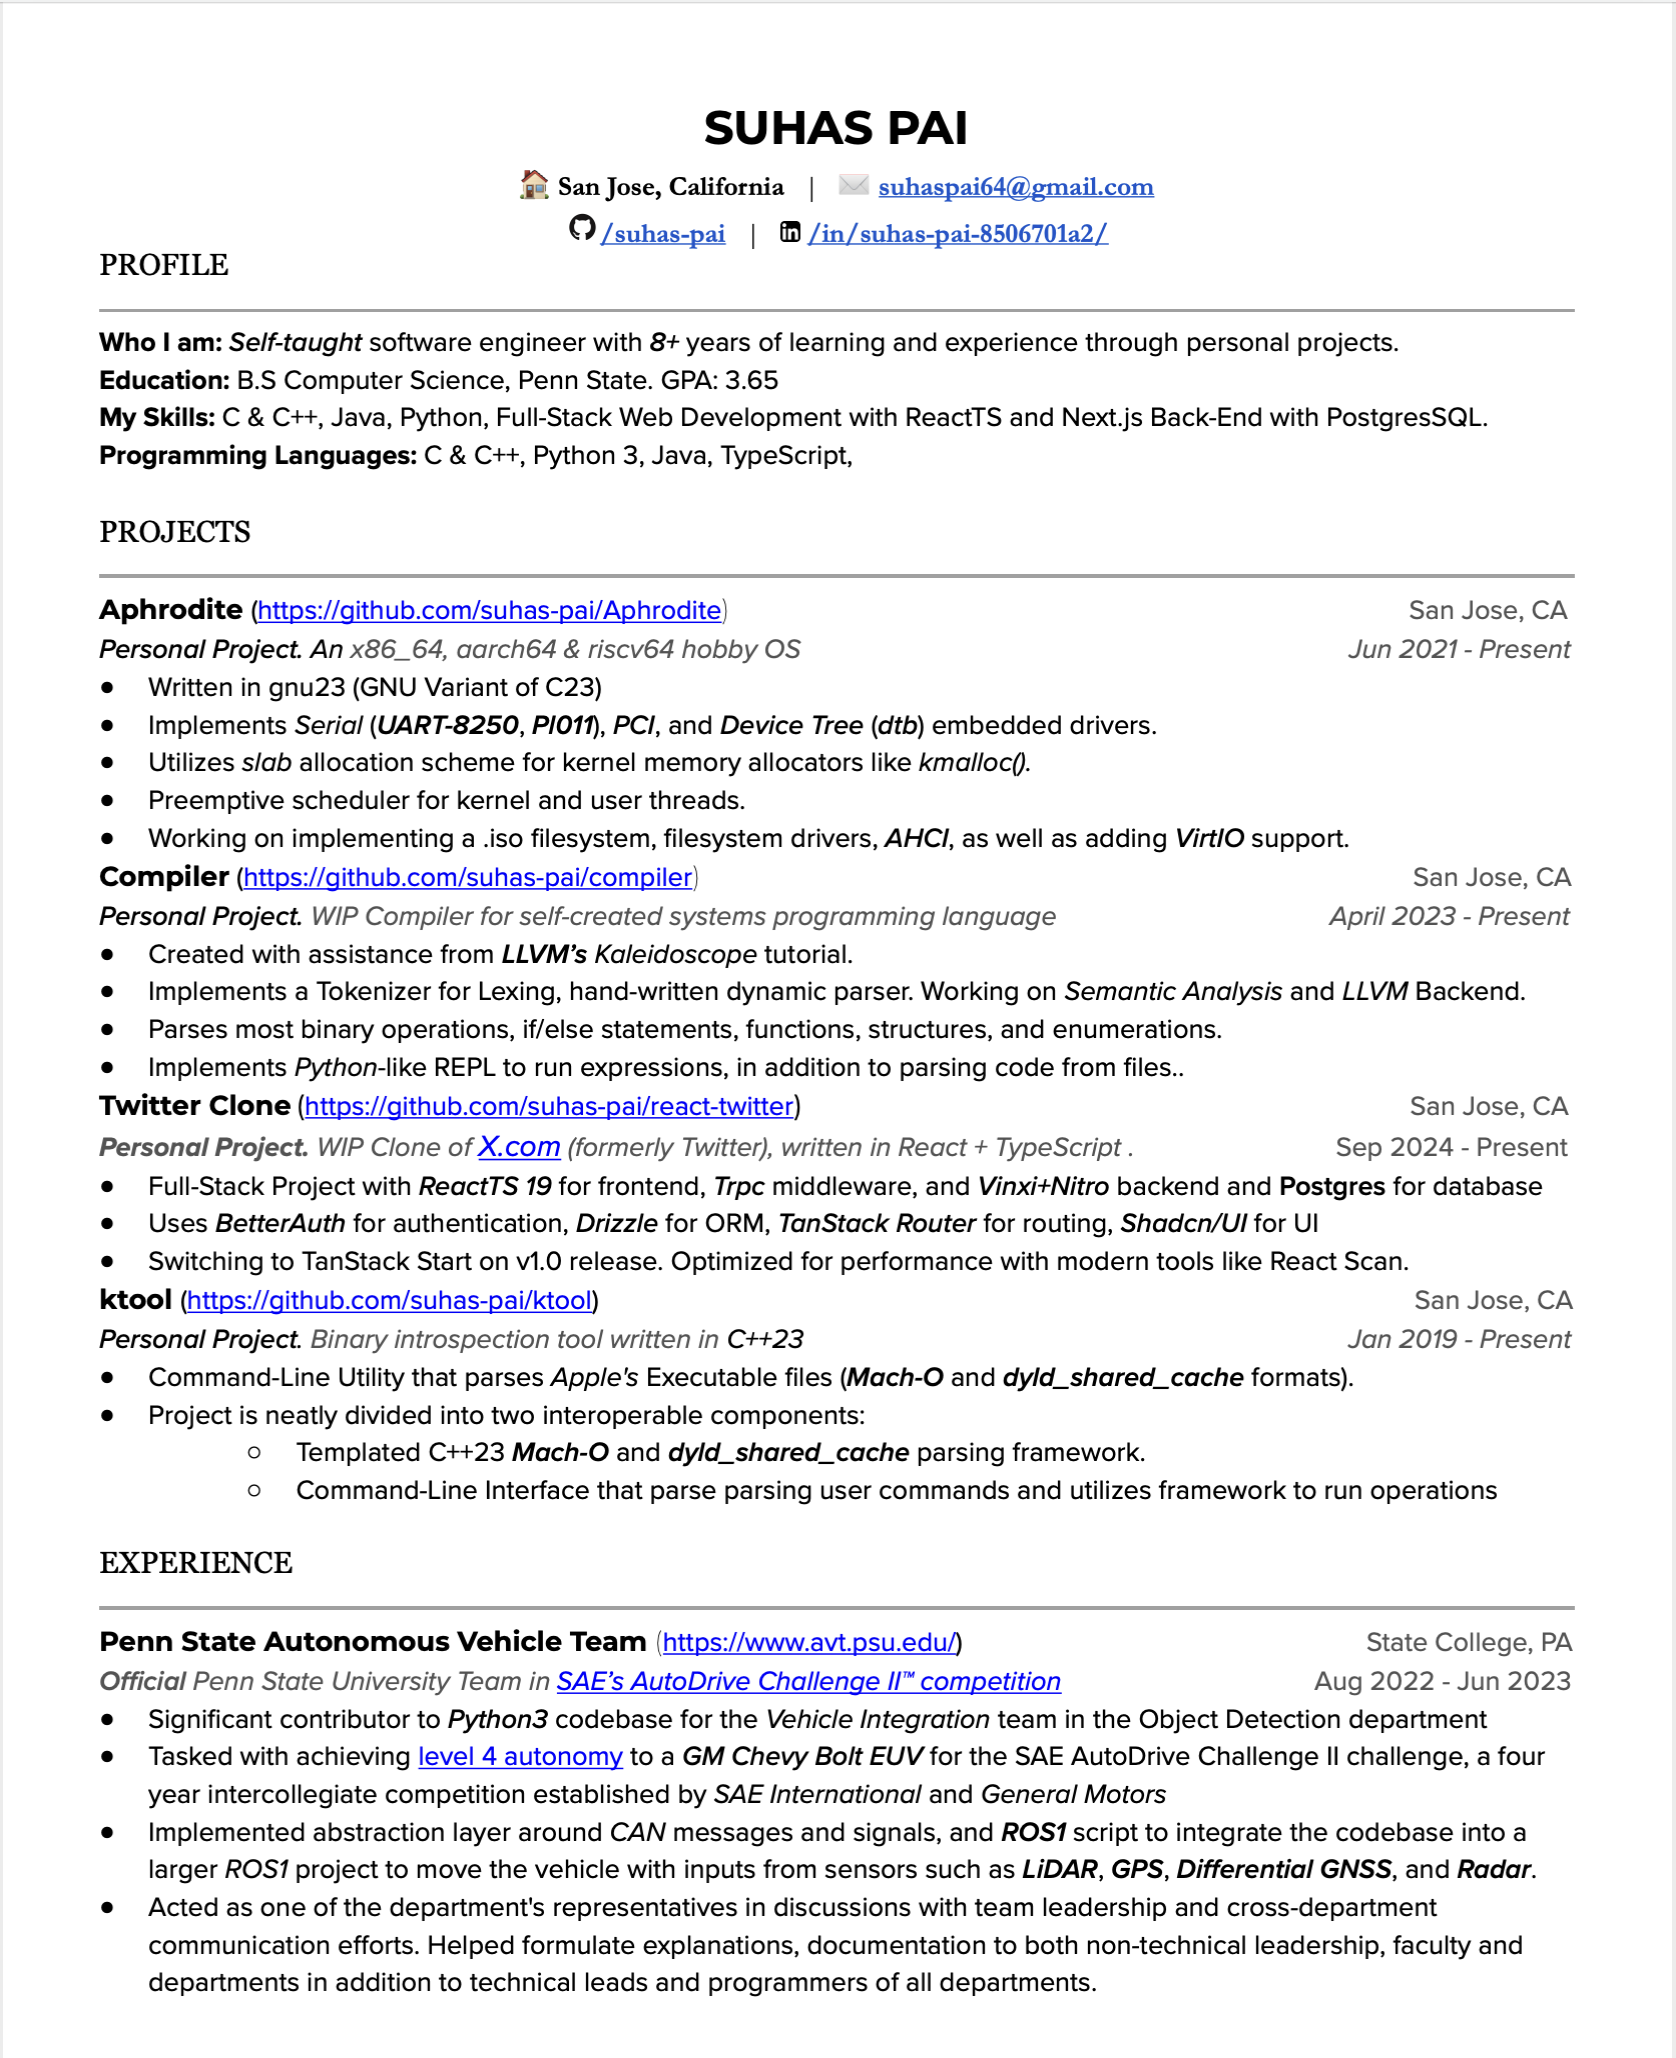 SUHAS PAI
San Jose, California | suhaspai64@gmail.com
/suhas-pai | /in/suhas-pai-8506701a2/
PROFILE
Who I am: Self-taught software engineer with 8+ years of learning and experience through personal projects.
Education: B.S Computer Science, Penn State. GPA: 3.65
My Skills: C & C++, Java, Python, Full-Stack Web Development with ReactTS and Next.js Back-End with PostgresSQL.
Programming Languages: C & C++, Python 3, Java, TypeScript,
PROJECTS
Aphrodite (https://github.com/suhas-pai/Aphrodite) San Jose, CA
Personal Project. An x86_64, aarch64 & riscv64 hobby OS Jun 2021 - Present
● Written in gnu23 (GNU Variant of C23)
● Implements Serial (UART-8250, Pl011), PCI, and Device Tree (dtb) embedded drivers.
● Utilizes slab allocation scheme for kernel memory allocators like kmalloc().
● Preemptive scheduler for kernel and user threads.
● Working on implementing a .iso filesystem, filesystem drivers, AHCI, as well as adding VirtIO support.
Compiler (https://github.com/suhas-pai/compiler) San Jose, CA
Personal Project. WIP Compiler for self-created systems programming language April 2023 - Present
● Created with assistance from LLVM’s Kaleidoscope tutorial.
● Implements a Tokenizer for Lexing, hand-written dynamic parser. Working on Semantic Analysis and LLVM Backend.
● Parses most binary operations, if/else statements, functions, structures, and enumerations.
● Implements Python-like REPL to run expressions, in addition to parsing code from files..
Twitter Clone (https://github.com/suhas-pai/react-twitter) San Jose, CA
Personal Project. WIP Clone of X.com (formerly Twitter), written in React + TypeScript . Sep 2024 - Present
● Full-Stack Project with ReactTS 19 for frontend, Trpc middleware, and Vinxi+Nitro backend and Postgres for database
● Uses BetterAuth for authentication, Drizzle for ORM, TanStack Router for routing, Shadcn/UI for UI
● Switching to TanStack Start on v1.0 release. Optimized for performance with modern tools like React Scan.
ktool (https://github.com/suhas-pai/ktool) San Jose, CA
Personal Project. Binary introspection tool written in C++23 Jan 2019 - Present
● Command-Line Utility that parses Apple's Executable files (Mach-O and dyld_shared_cache formats).
● Project is neatly divided into two interoperable components:
○ Templated C++23 Mach-O and dyld_shared_cache parsing framework.
○ Command-Line Interface that parse parsing user commands and utilizes framework to run operations
EXPERIENCE
Penn State Autonomous Vehicle Team (https://www.avt.psu.edu/) State College, PA
Official Penn State University Team in SAE’s AutoDrive Challenge II™ competition Aug 2022 - Jun 2023
● Significant contributor to Python3 codebase for the Vehicle Integration team in the Object Detection department
● Tasked with achieving level 4 autonomy to a GM Chevy Bolt EUV for the SAE AutoDrive Challenge II challenge, a four
year intercollegiate competition established by SAE International and General Motors
● Implemented abstraction layer around CAN messages and signals, and ROS1 script to integrate the codebase into a
larger ROS1 project to move the vehicle with inputs from sensors such as LiDAR, GPS, Differential GNSS, and Radar.
● Acted as one of the department's representatives in discussions with team leadership and cross-department
communication efforts. Helped formulate explanations, documentation to both non-technical leadership, faculty and
departments in addition to technical leads and programmers of all departments.